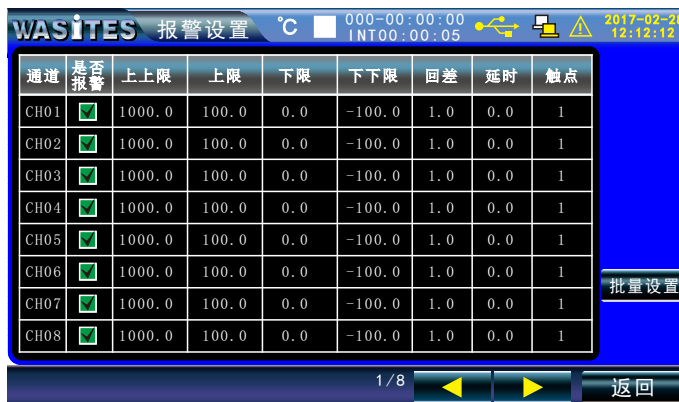 WASiTES 报警设置 ℃ 000-00:00:00 2017-02-28
INT00:00:05 12:12:12
通道 是否报警 上上限 上限 下限 下下限 回差 延时 触点
CH01 1000.0 100.0 0.0 -100.0 1.0 0.0 1
CH02 1000.0 100.0 0.0 -100.0 1.0 0.0 1
CH03 1000.0 100.0 0.0 -100.0 1.0 0.0 1
CH04 1000.0 100.0 0.0 -100.0 1.0 0.0 1
CH05 1000.0 100.0 0.0 -100.0 1.0 0.0 1
CH06 1000.0 100.0 0.0 -100.0 1.0 0.0 1
CH07 1000.0 100.0 0.0 -100.0 1.0 0.0 1
CH08 1000.0 100.0 0.0 -100.0 1.0 0.0 1
批量设置
1/8 返回